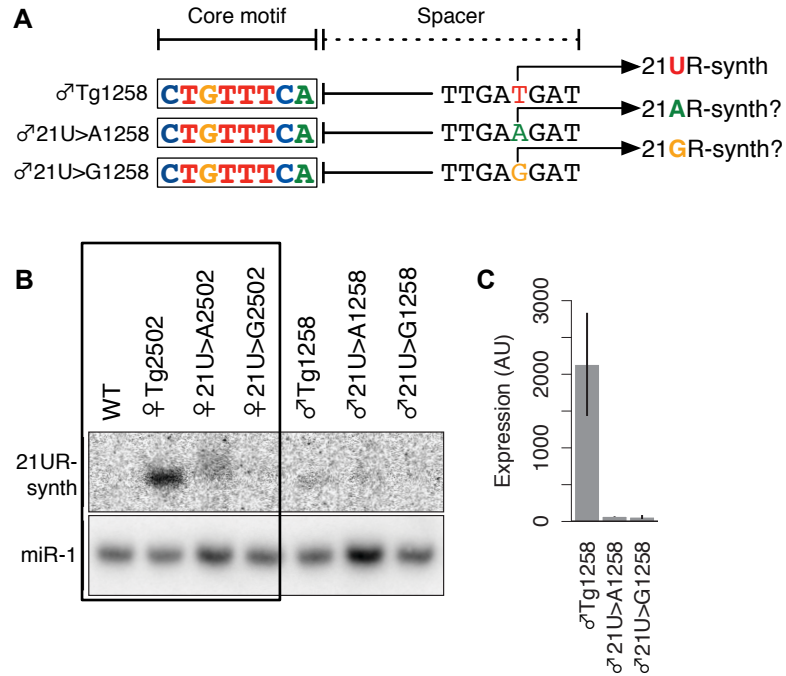 A
Core motif Spacer
♂Tg1258 CTGTTTCA TTGATGAT 21UR-synth
♂21U>A1258 CTGTTTCA TTGAAGAT 21AR-synth?
♂21U>G1258 CTGTTTCA TTGAGGAT 21GR-synth?
B
WT
♀Tg2502
♀21U>A2502
♀21U>G2502
♂Tg1258
♂21U>A1258
♂21U>G1258
21UR-
synth
miR-1
C
Expression (AU)
3000
2000
1000
0
♂Tg1258
♂21U>A1258
♂21U>G1258